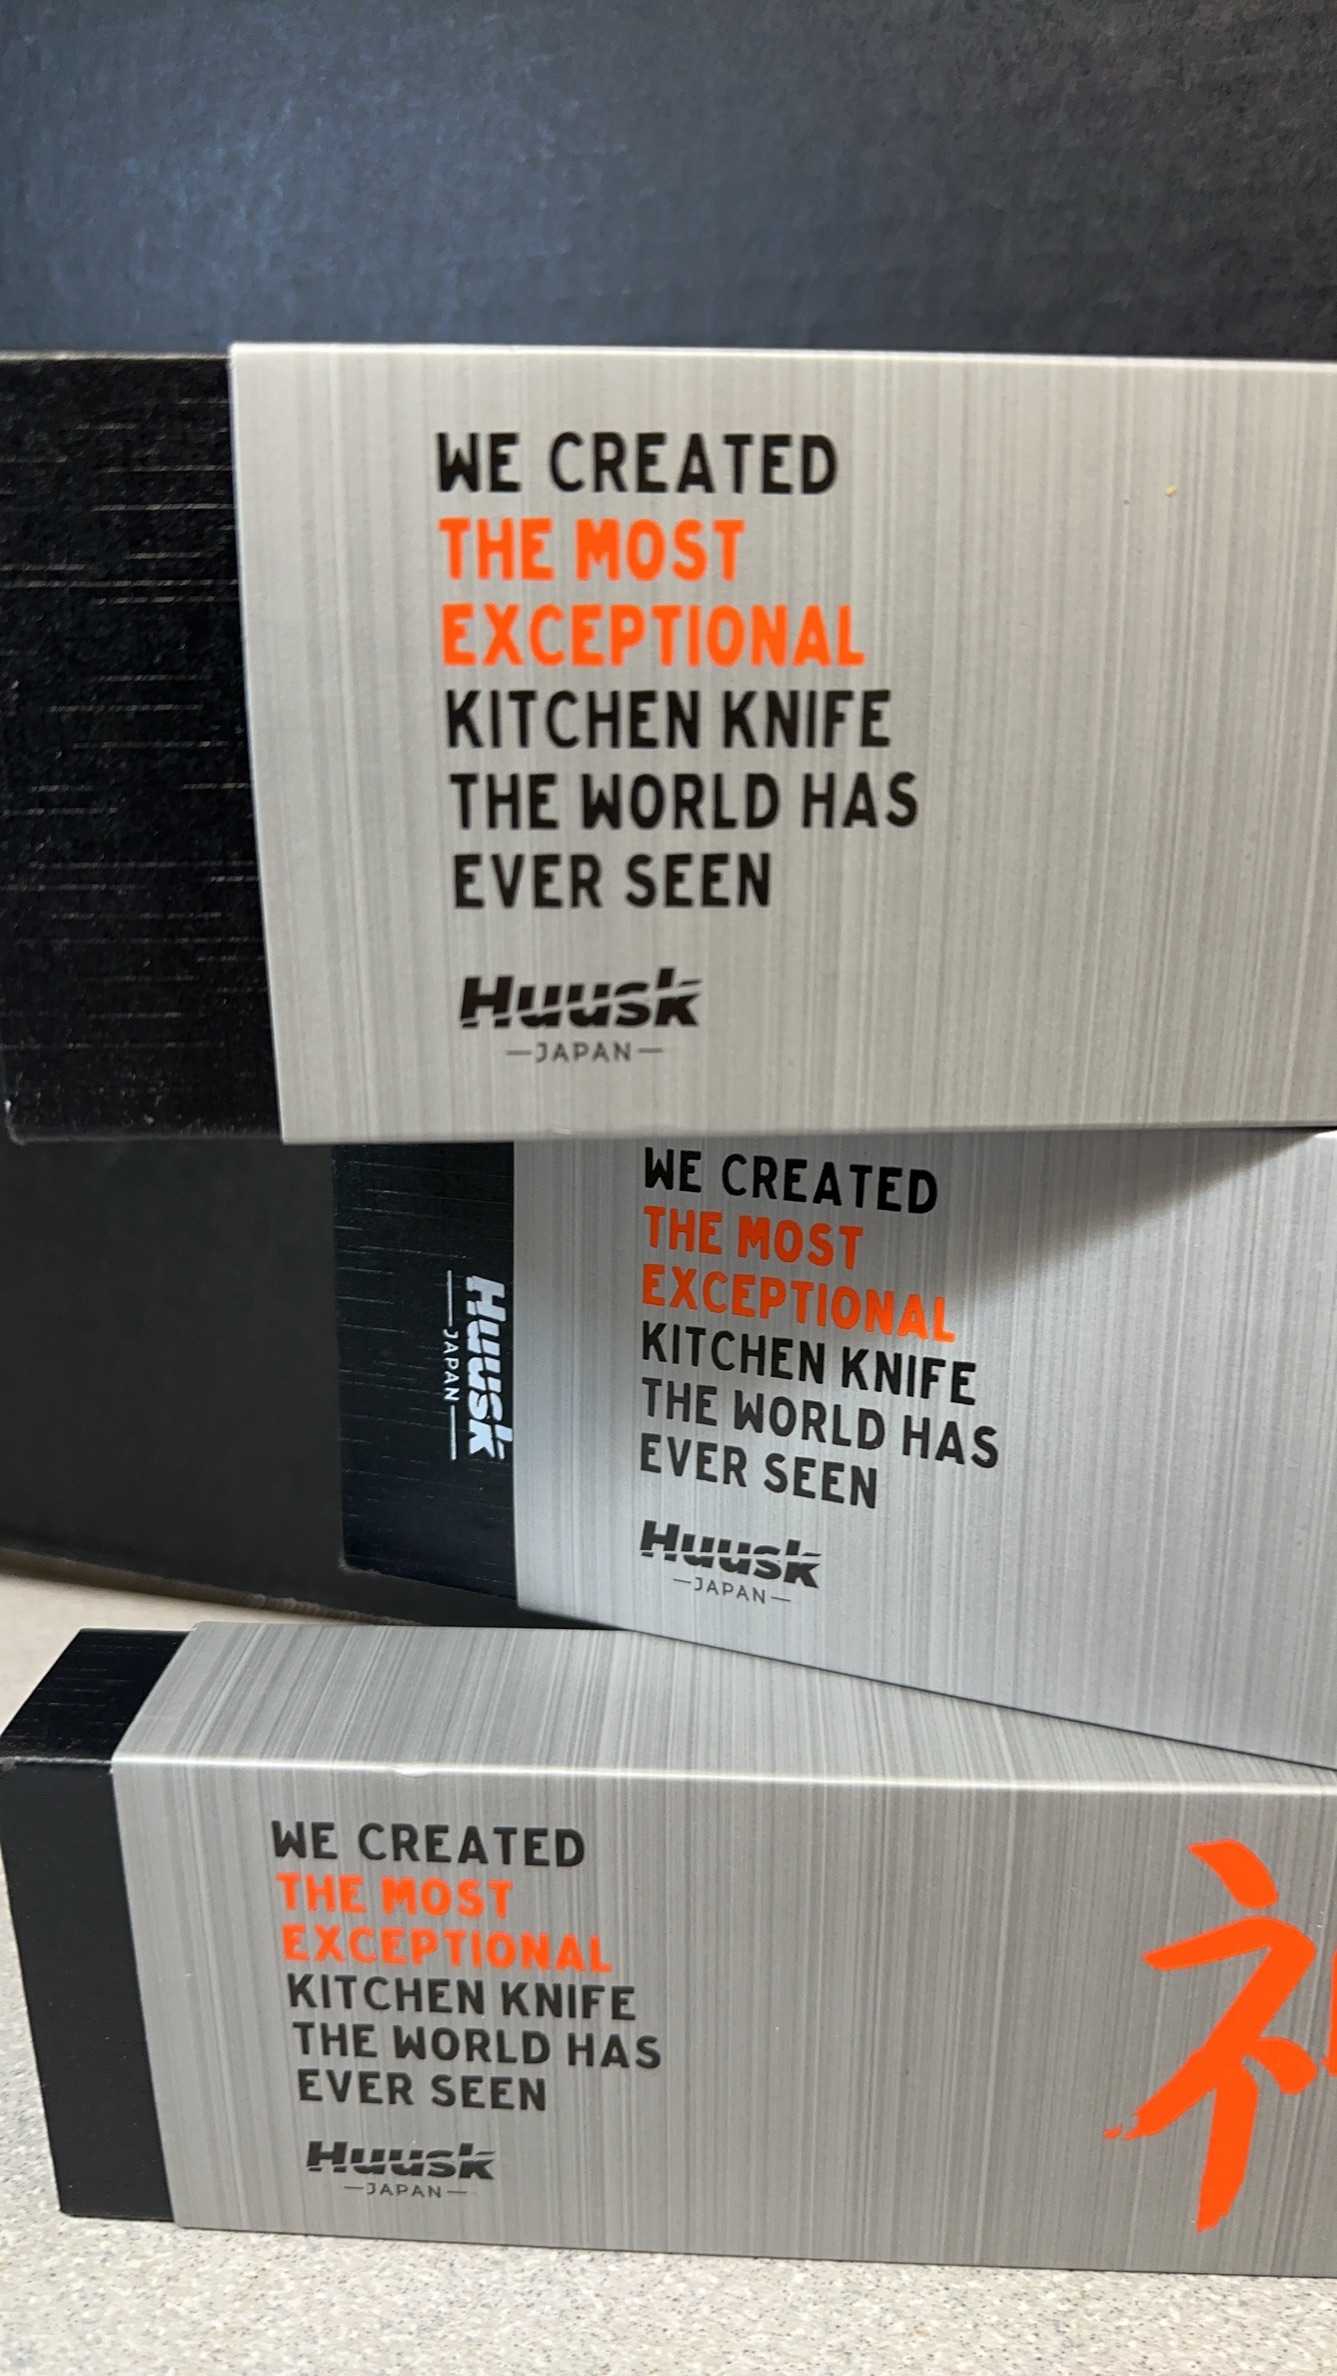 WE CREATED
THE MOST
EXCEPTIONAL
KITCHEN KNIFE
THE WORLD HAS
EVER SEEN
Huusk
JAPAN
WE CREATED
THE MOST
EXCEPTIONAL
KITCHEN KNIFE
THE WORLD HAS
EVER SEEN
Huusk
JAPAN
Huusk
JAPAN
WE CREATED
THE MOST
EXCEPTIONAL
KITCHEN KNIFE
THE WORLD HAS
EVER SEEN
Huusk
JAPAN